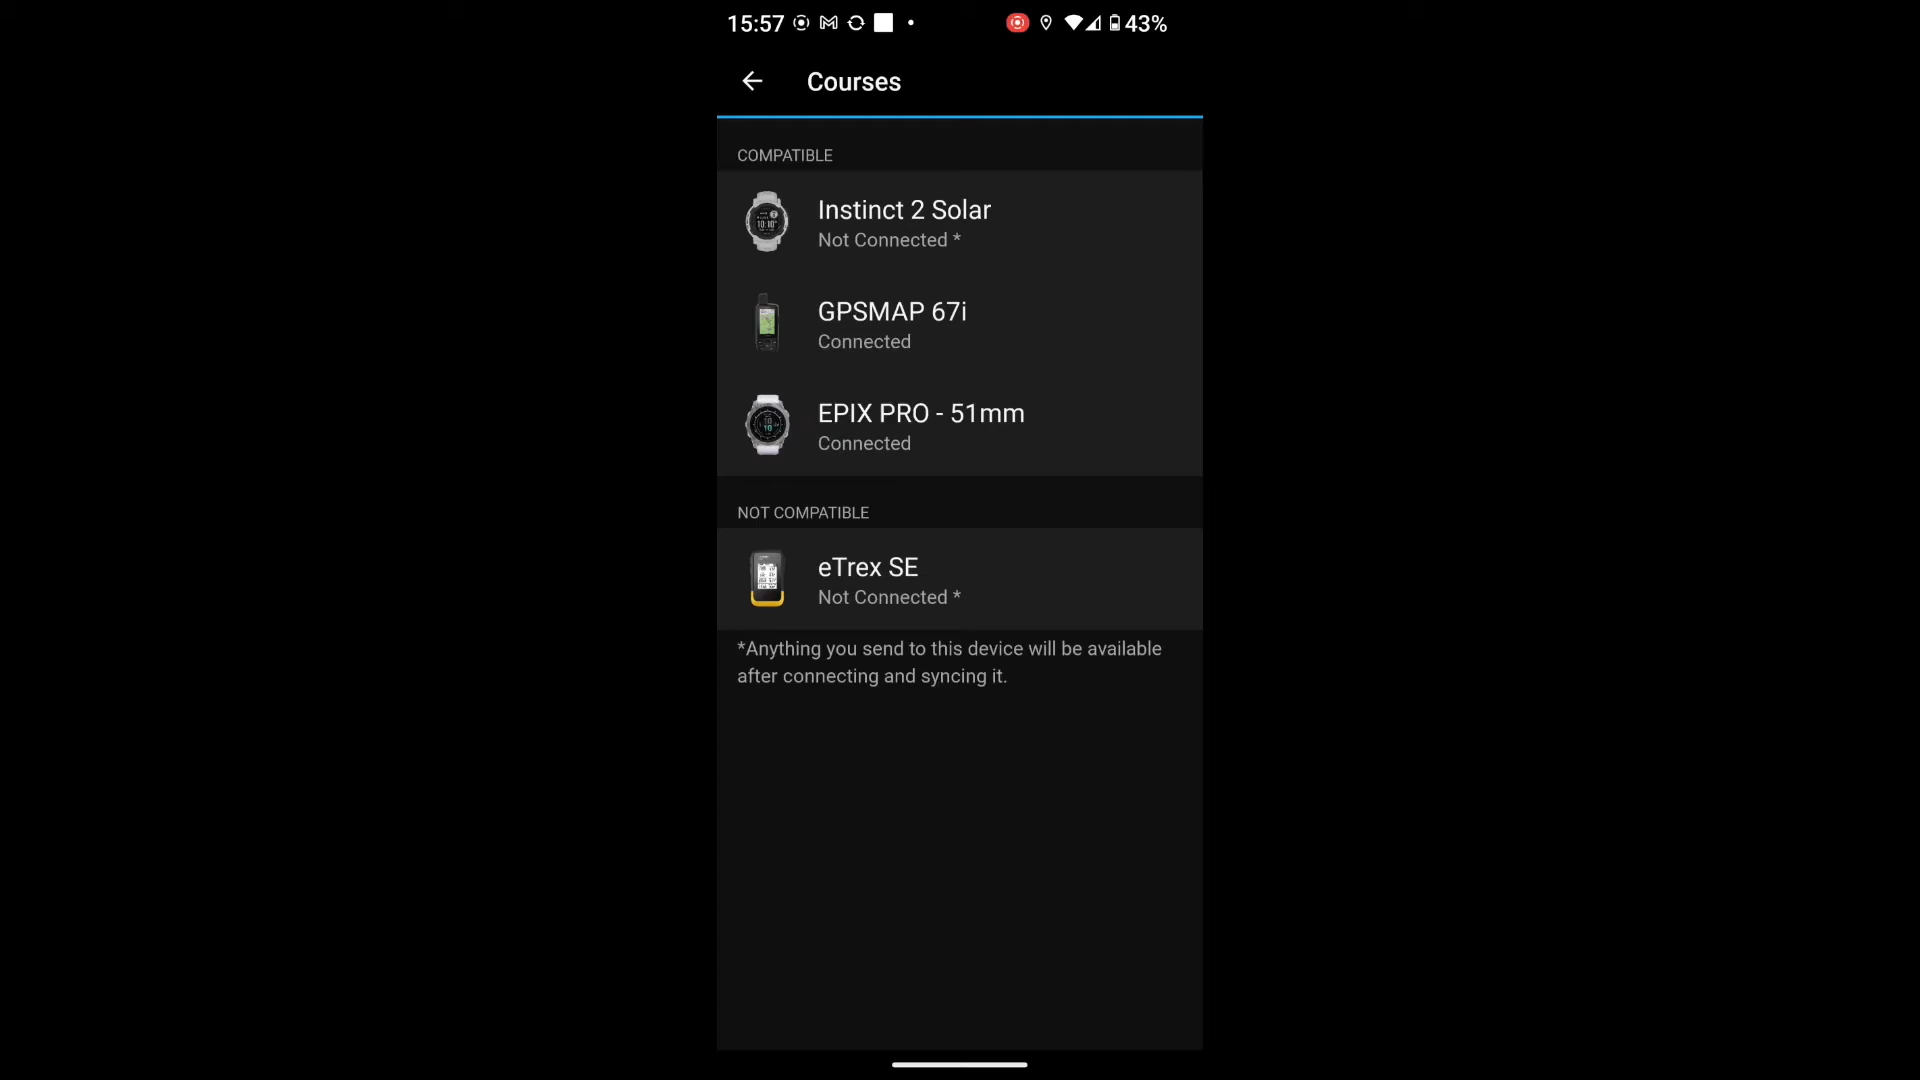 15:57
43%
Courses
COMPATIBLE
Instinct 2 Solar
Not Connected *
GPSMAP 67i
Connected
EPIX PRO - 51mm
Connected
NOT COMPATIBLE
eTrex SE
Not Connected *
*Anything you send to this device will be available
after connecting and syncing it.